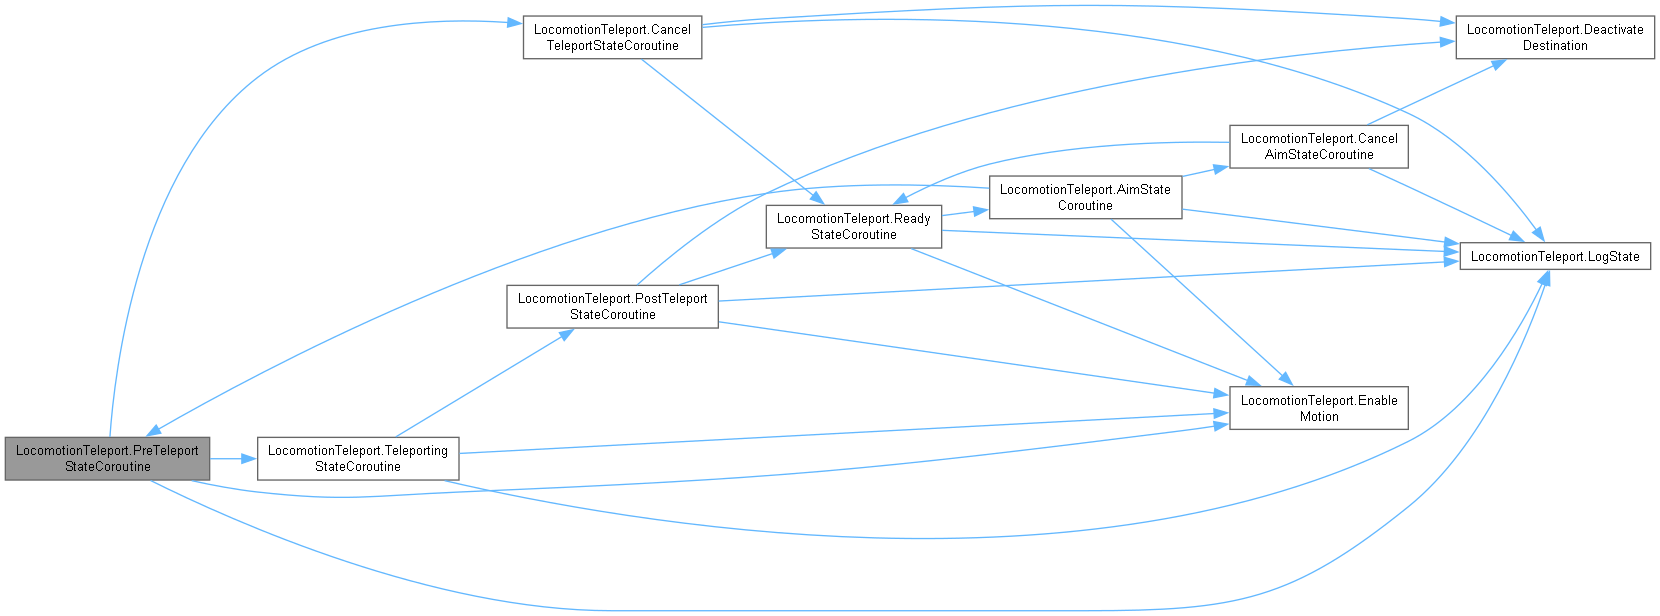 LocomotionTeleport.Cancel
TeleportStateCoroutine
LocomotionTeleport.Deactivate
Destination
LocomotionTeleport.Cancel
AimStateCoroutine
LocomotionTeleport.AimState
Coroutine
LocomotionTeleport.Ready
StateCoroutine
LocomotionTeleport.LogState
LocomotionTeleport.PostTeleport
StateCoroutine
LocomotionTeleport.Enable
Motion
LocomotionTeleport.PreTeleport
StateCoroutine
LocomotionTeleport.Teleporting
StateCoroutine